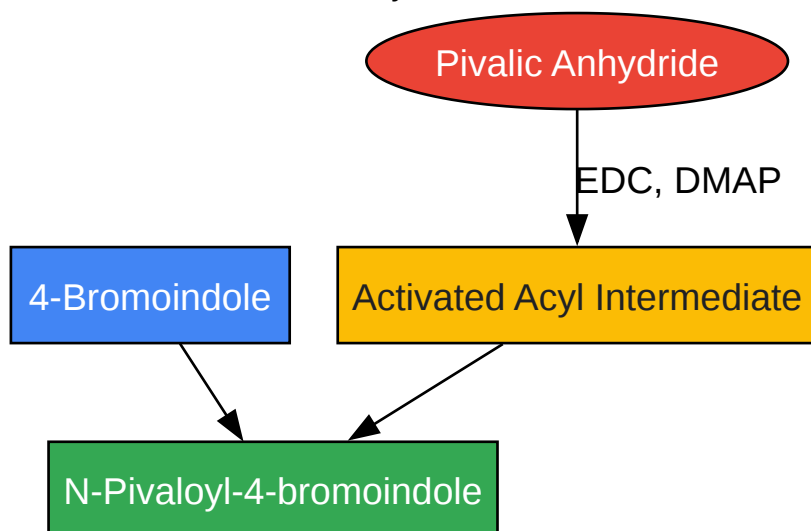 Pivalic Anhydride
EDC, DMAP
4-Bromoindole
Activated Acyl Intermediate
N-Pivaloyl-4-bromoindole